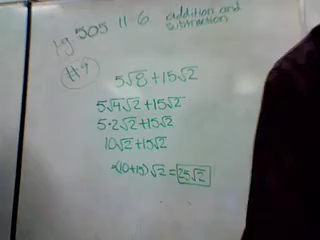 pg 505 11-6 addition and subtraction
#9
5√8 + 15√2
5√4√2 + 15√2
5·2√2 + 15√2
10√2 + 15√2
(10+15)√2 = 25√2